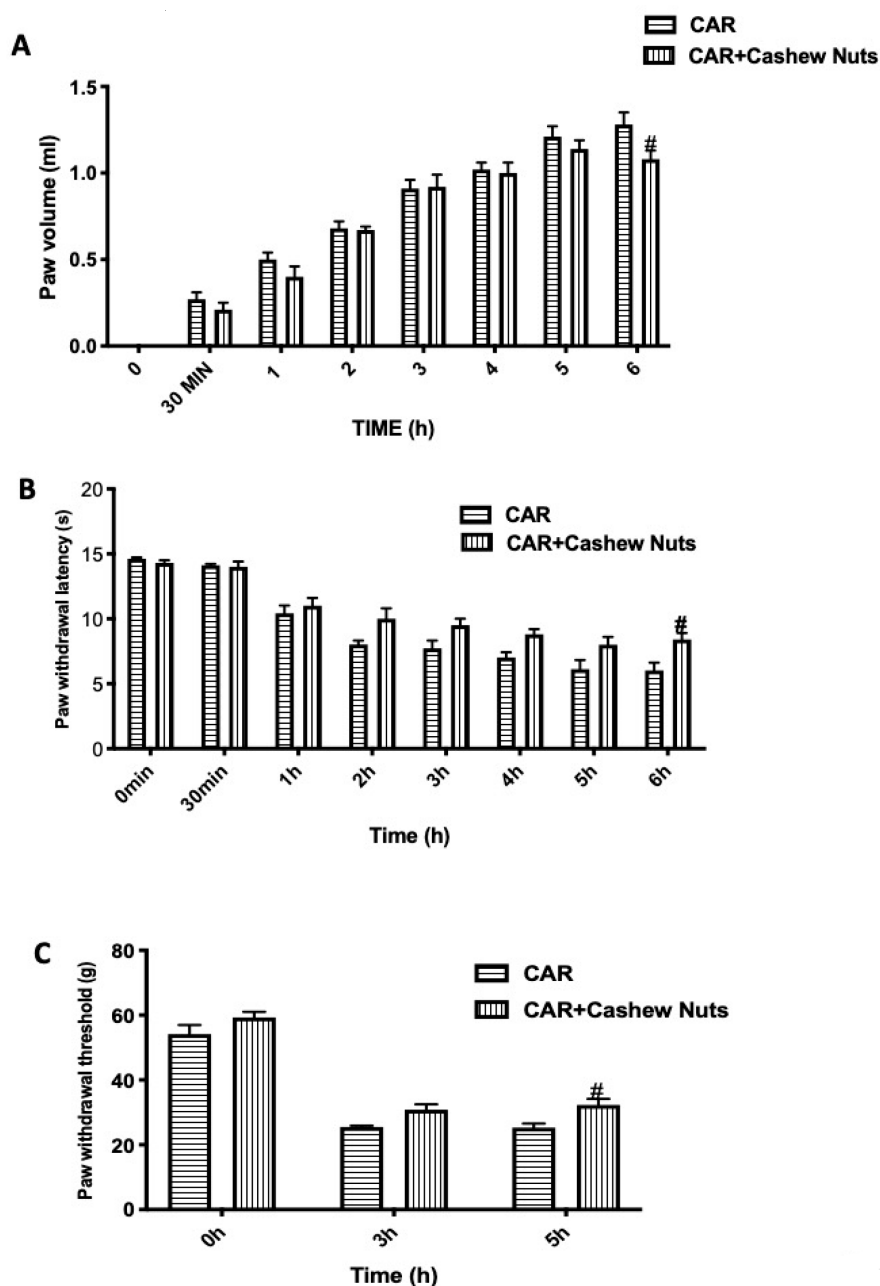 A
CAR
CAR+Cashew Nuts
Paw volume (ml)
1.5
1.0
0.5
0.0
#
0
30 MIN
1
2
3
4
5
6
TIME (h)
B
CAR
CAR+Cashew Nuts
Paw withdrawal latency (s)
20
15
10
5
0
#
0min
30min
1h
2h
3h
4h
5h
6h
Time (h)
C
CAR
CAR+Cashew Nuts
Paw withdrawal threshold (g)
80
60
40
20
0
#
0h
3h
5h
Time (h)